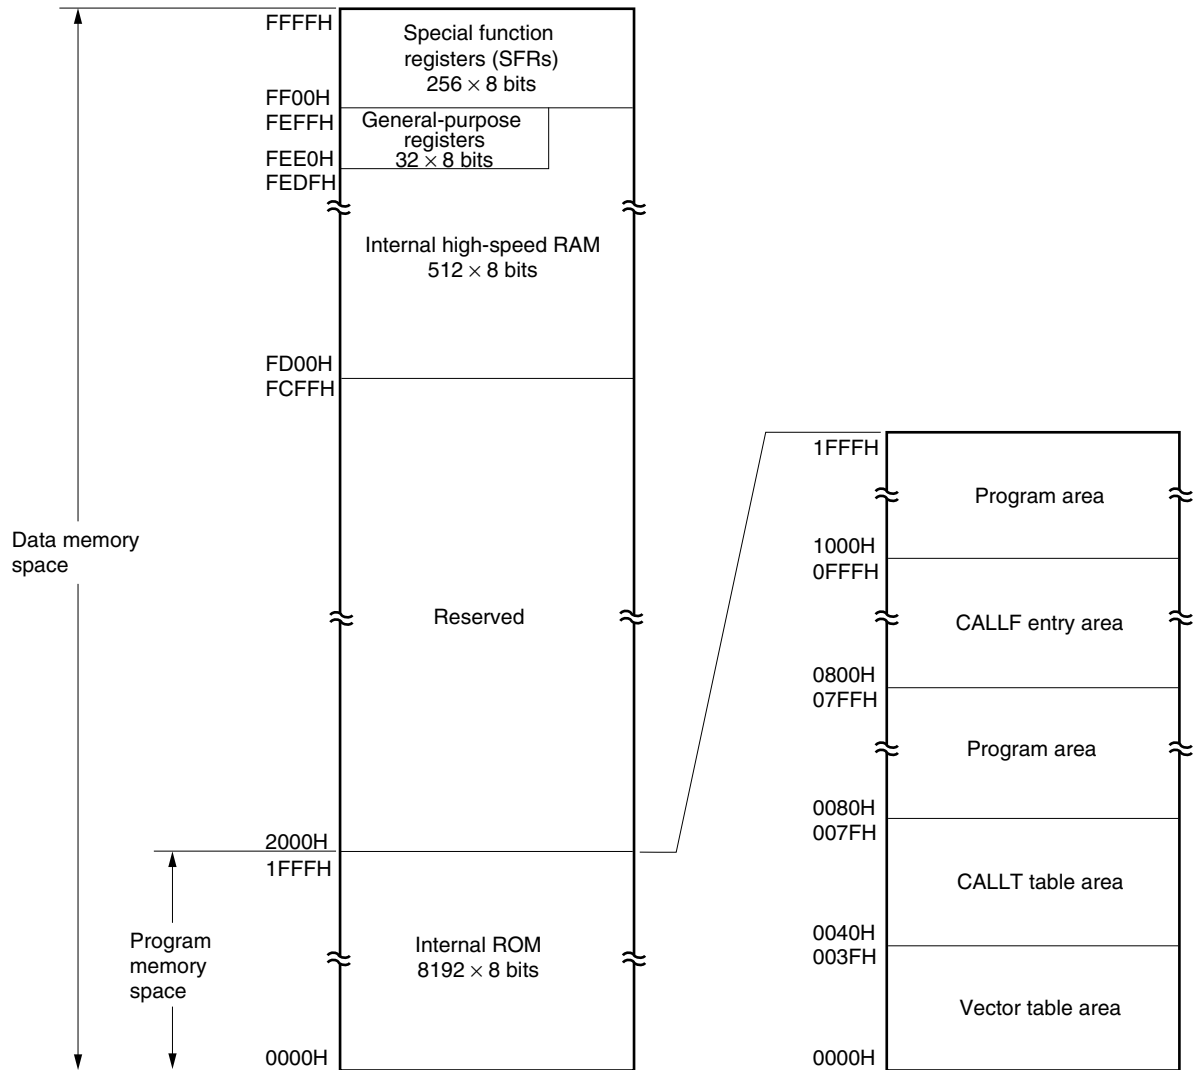 FFFFH
Special function
registers (SFRs)
256 × 8 bits
FF00H
FEFFH
General-purpose
registers
32 × 8 bits
FEE0H
FEDFH
Internal high-speed RAM
512 × 8 bits
FD00H
FCFFH
Data memory
space
Reserved
2000H
1FFFH
Program
memory
space
Internal ROM
8192 × 8 bits
0000H
1FFFH
Program area
1000H
0FFFH
CALLF entry area
0800H
07FFH
Program area
0080H
007FH
CALLT table area
0040H
003FH
Vector table area
0000H